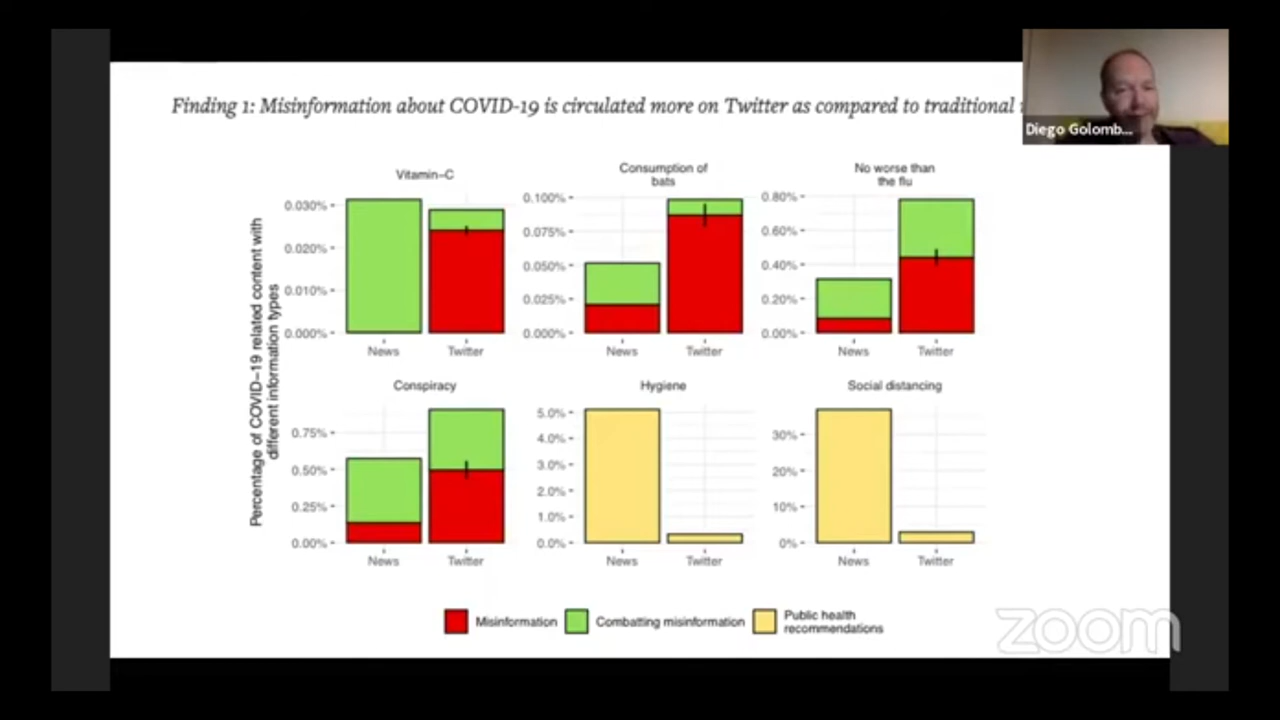 Finding 1: Misinformation about COVID-19 is circulated more on Twitter as compared to traditional
Diego Golomb...
Percentage of COVID-19 related content with
different information types
Vitamin-C
0.030%
0.020%
0.010%
0.000%
News
Twitter
Consumption of
bats
0.100%
0.075%
0.050%
0.025%
0.000%
News
Twitter
No worse than
the flu
0.80%
0.60%
0.40%
0.20%
0.00%
News
Twitter
Conspiracy
0.75%
0.50%
0.25%
0.00%
News
Twitter
Hygiene
5.0%
4.0%
3.0%
2.0%
1.0%
0.0%
News
Twitter
Social distancing
30%
20%
10%
0%
News
Twitter
Misinformation
Combatting misinformation
Public health
recommendations
zoom